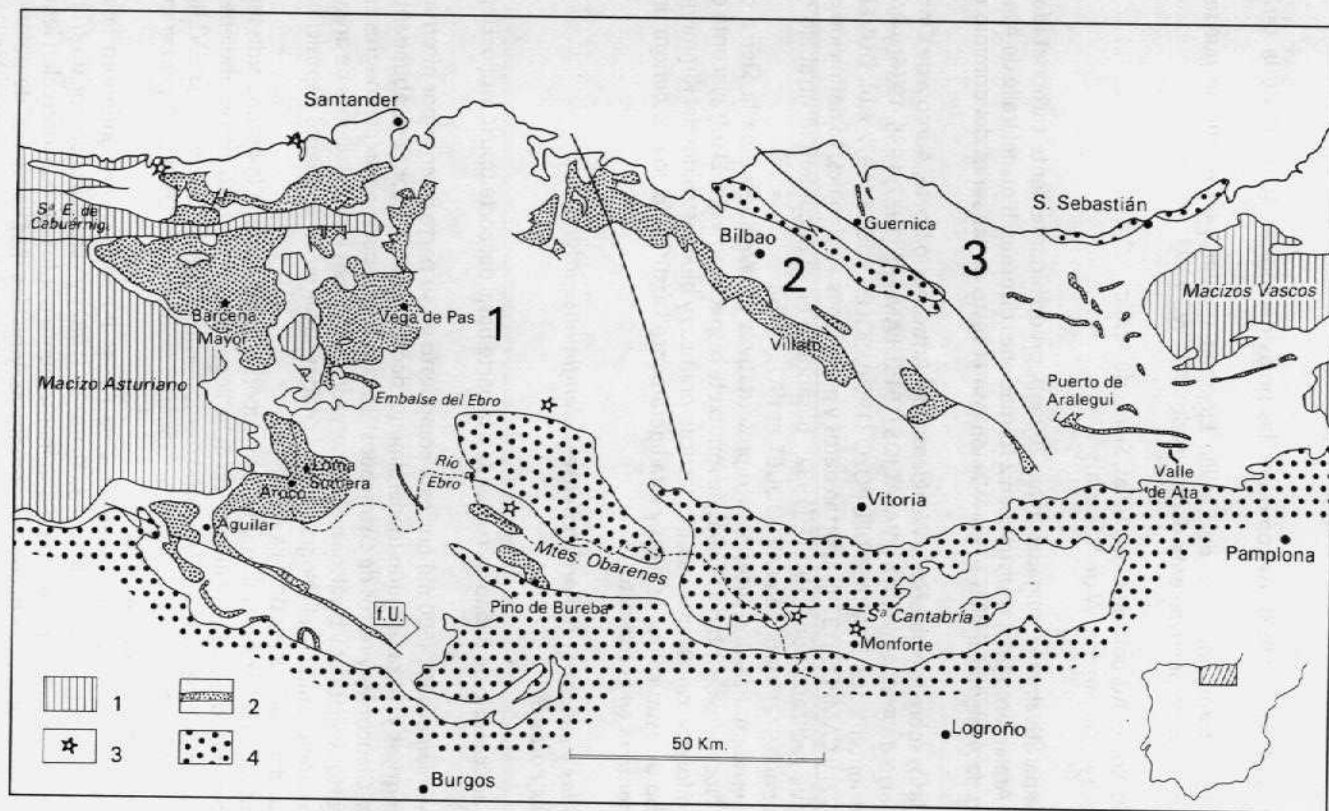 Santander
Sª E. de
Cabuérnig.
Guernica
S. Sebastián
Bilbao
2
3
Macizos Vascos
Bárcena
Mayor
Vega de Pas
1
Villaro
Macizo Asturiano
Embalse del Ebro
Puerto de
Aralegui
Río
Ebro
Loma
Somera
Aroco
Valle
de Ata
Vitoria
Aguilar
Pamplona
Mtes. Obarenes
f.U.
Pino de Bureba
Sª Cantabría
Monforte
1
2
3
4
50 Km.
Logroño
Burgos